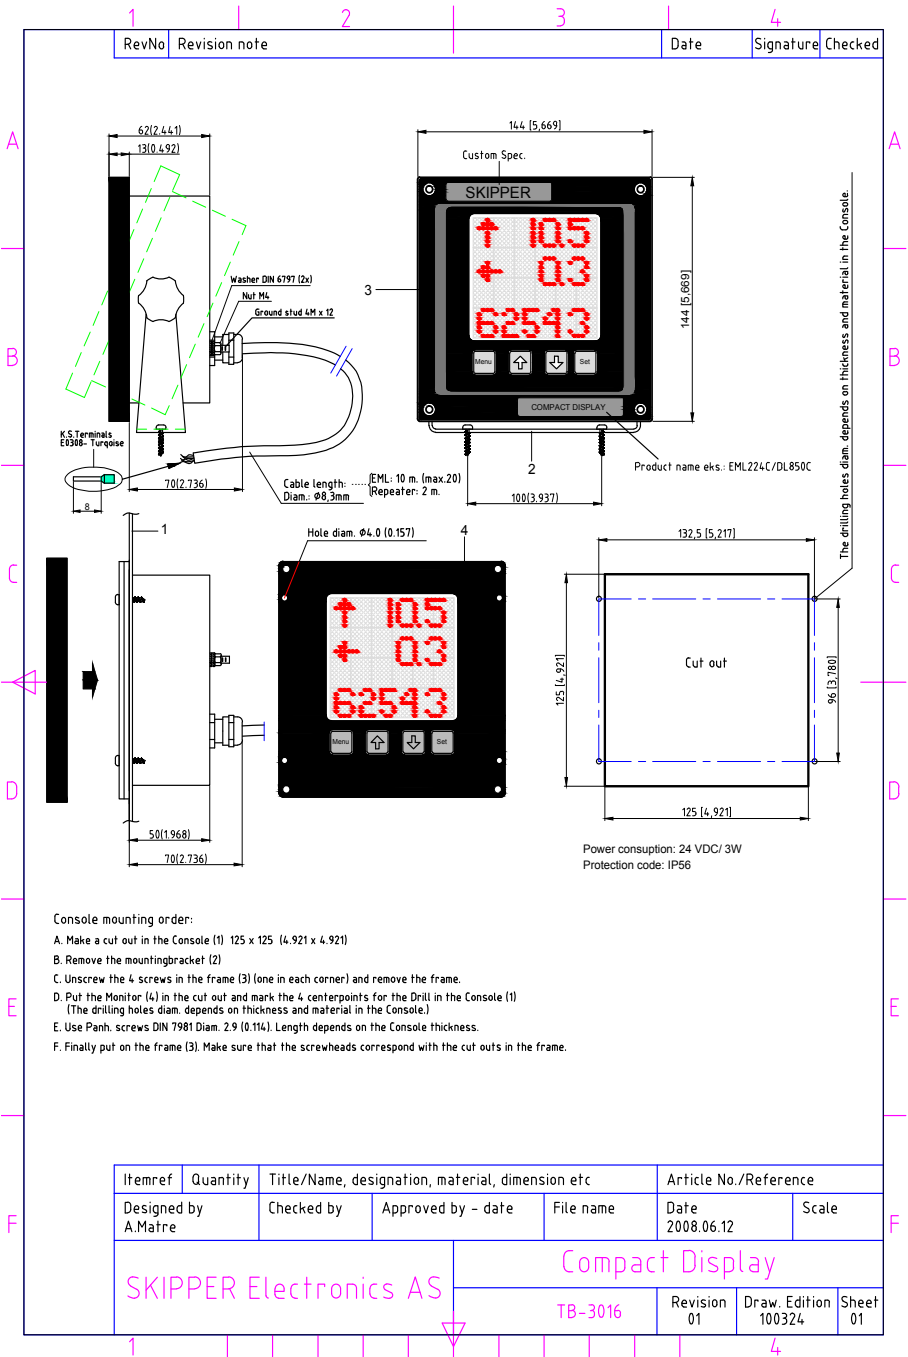 1 2 3 4
RevNo Revision note Date Signature Checked
A A
62(2.441)
13(0.492)
144 [5,669]
Custom Spec.
SKIPPER
10.5
0.3
62543
Menu Set
COMPACT DISPLAY
3
144 [5,669]
The drilling holes diam. depends on thickness and material in the Console.
Washer DIN 6797 (2x)
Nut M4
Ground stud 4M x 12
B B
K.S.Terminals
E0308- Turqoise
8
70(2.736)
Cable length: ...... EML: 10 m. (max.20)
Diam.: Ø8,3mm Repeater: 2 m.
2
Product name eks.: EML224C/DL850C
100(3.937)
1
Hole diam. Ø4.0 (0.157)
4
132,5 [5,217]
C C
10.5
0.3
62543
Menu Set
Cut out
125 [4,921]
96 [3,780]
125 [4,921]
D D
50(1.968)
70(2.736)
Power consuption: 24 VDC/ 3W
Protection code: IP56
Console mounting order:
A. Make a cut out in the Console (1) 125 x 125 (4.921 x 4.921)
B. Remove the mountingbracket (2)
C. Unscrew the 4 screws in the frame (3) (one in each corner) and remove the frame.
D. Put the Monitor (4) in the cut out and mark the 4 centerpoints for the Drill in the Console (1)
(The drilling holes diam. depends on thickness and material in the Console.)
E. Use Panh. screws DIN 7981 Diam. 2.9 (0.114). Length depends on the Console thickness.
F. Finally put on the frame (3). Make sure that the screwheads correspond with the cut outs in the frame.
E E
Itemref Quantity Title/Name, designation, material, dimension etc Article No./Reference
Designed by Checked by Approved by - date File name Date Scale
A.Matre 2008.06.12
F F
SKIPPER Electronics AS
Compact Display
TB-3016
Revision Draw. Edition Sheet
01 100324 01
1 4